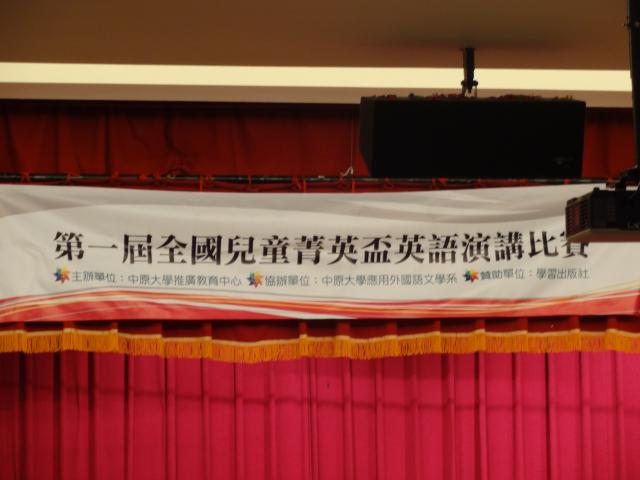 第一屆全國兒童菁英盃英語演講比賽
主辦單位：中原大學推廣教育中心 協辦單位：中原大學應用外國語文學系 贊助單位：學習出版社